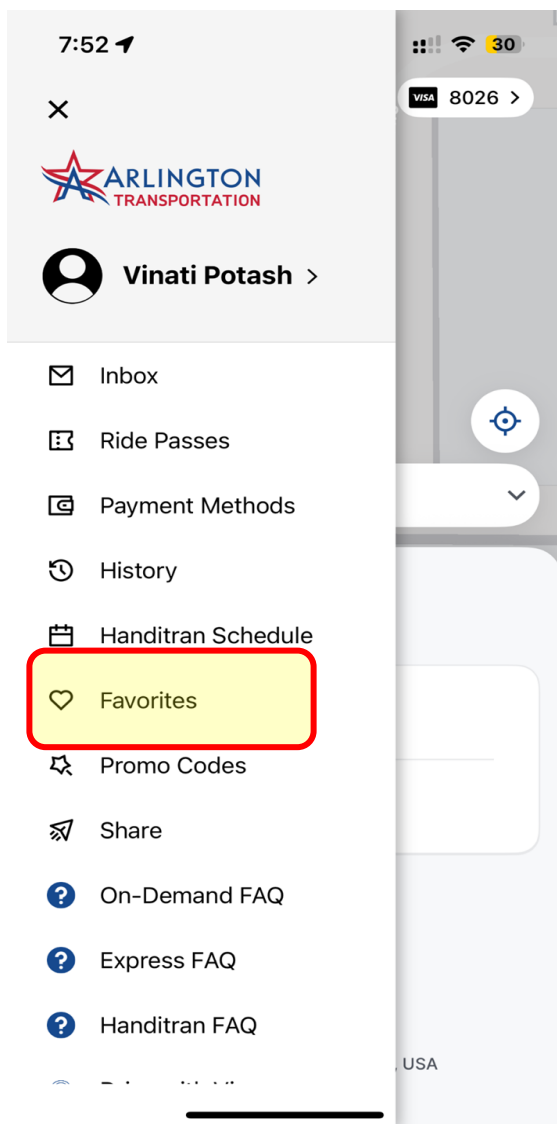 7:52
30
VISA 8026
ARLINGTON
TRANSPORTATION
Vinati Potash
Inbox
Ride Passes
Payment Methods
History
Handitran Schedule
Favorites
Promo Codes
Share
On-Demand FAQ
Express FAQ
Handitran FAQ
, USA